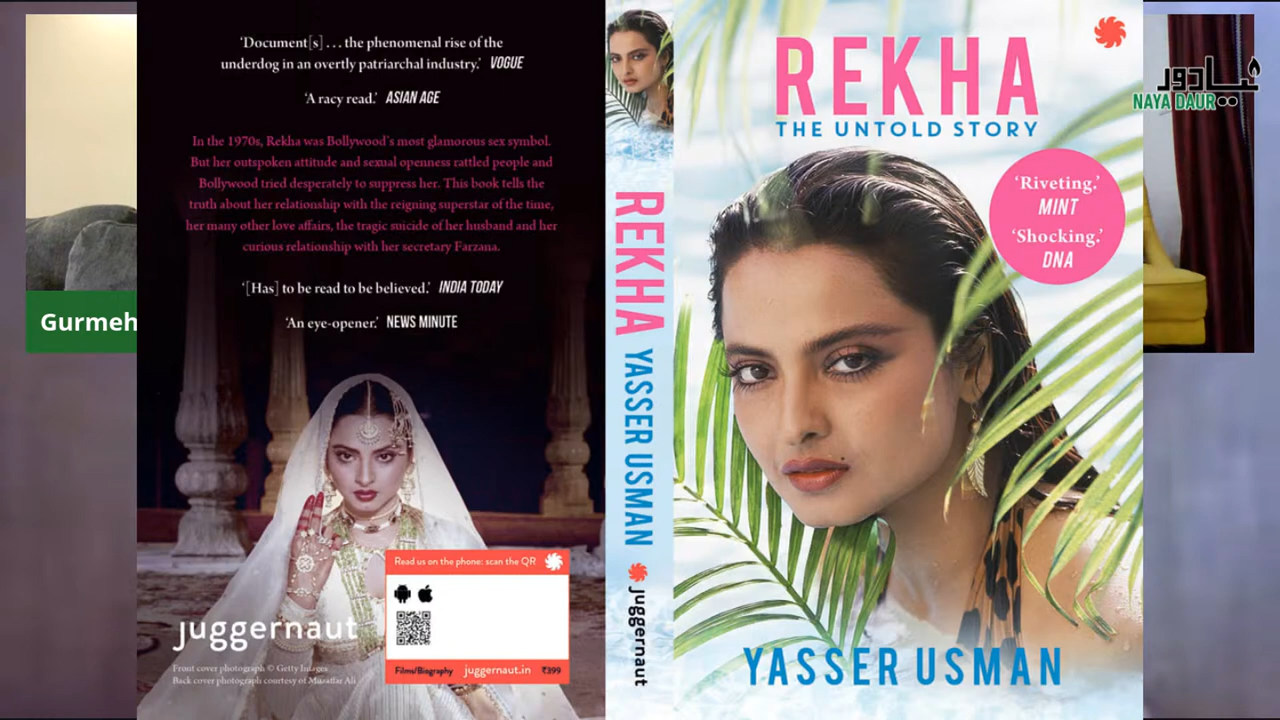 'Document[s] ... the phenomenal rise of the
underdog in an overtly patriarchal industry.' VOGUE
'A racy read.' ASIAN AGE
In the 1970s, Rekha was Bollywood's most glamorous sex symbol.
But her outspoken attitude and sexual openness rattled people and
Bollywood tried desperately to suppress her. This book tells the
truth about her relationship with the reigning superstar of the time,
her many other love affairs, the tragic suicide of her husband and her
curious relationship with her secretary Farzana.
'[Has] to be read to be believed.' INDIA TODAY
'An eye-opener.' NEWS MINUTE
Gurmeh
Read us on the phone: scan the QR
juggernaut
Films/Biography juggernaut.in ₹399
Front cover photograph © Getty Images
Back cover photograph courtesy of Muzaffar Ali
REKHA YASSER USMAN
juggernaut
REKHA
THE UNTOLD STORY
'Riveting.'
MINT
'Shocking.'
DNA
YASSER USMAN
نیا دور
NAYA DAUR